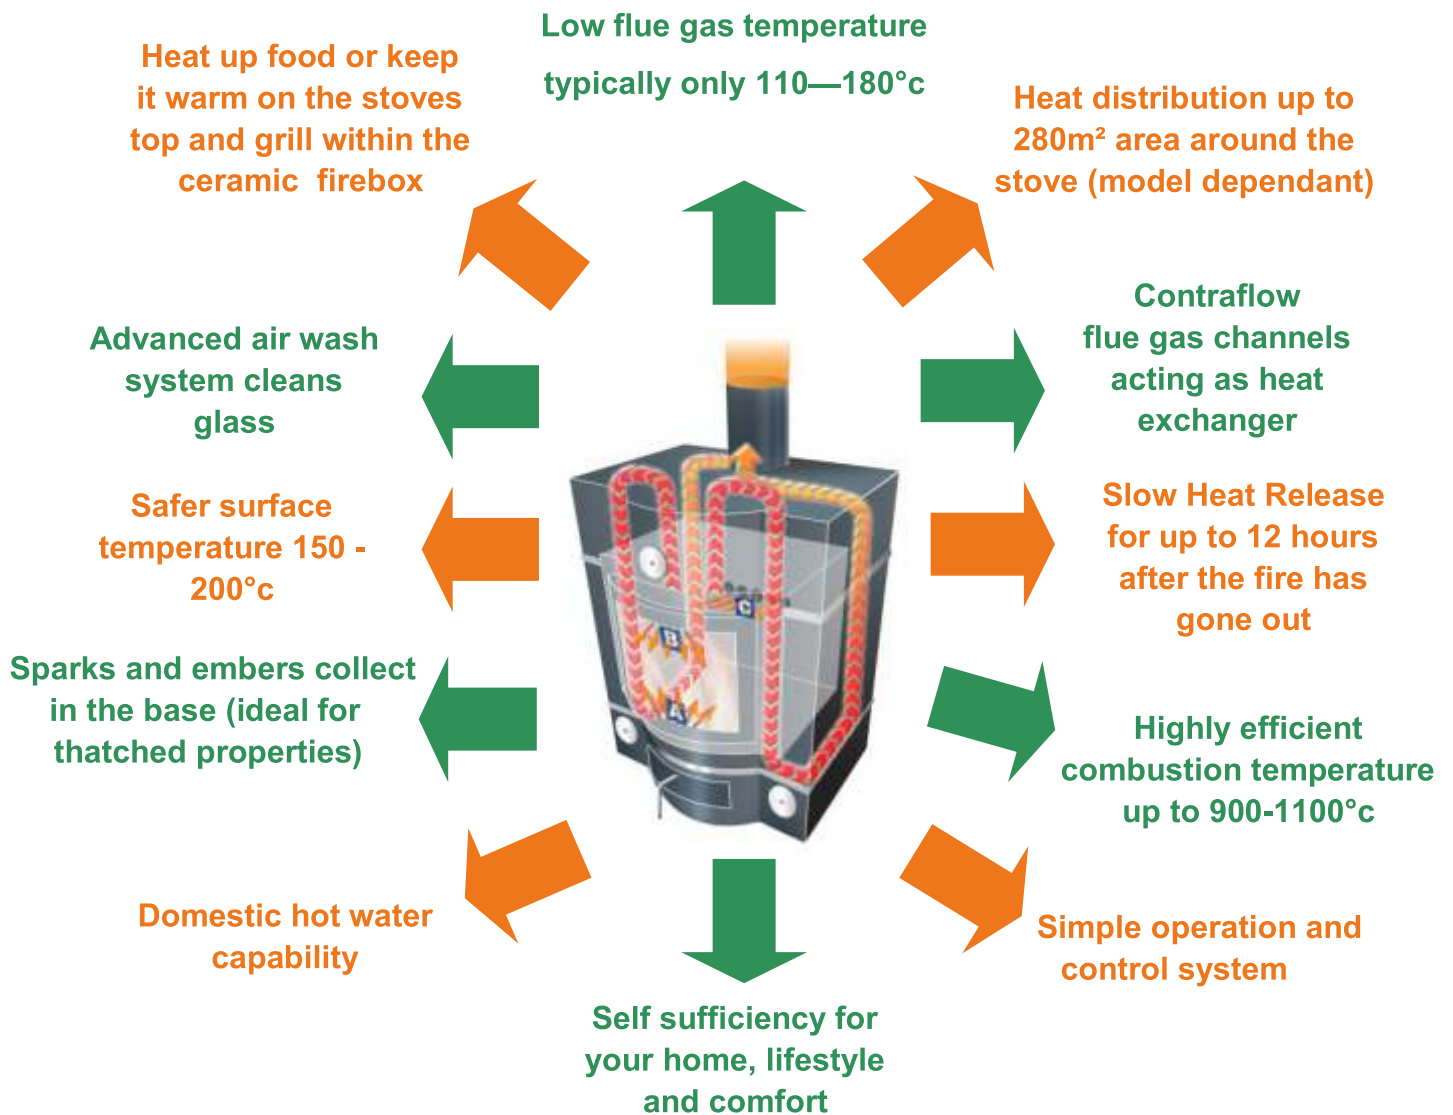 Low flue gas temperature
typically only 110—180°c
Heat up food or keep
it warm on the stoves
top and grill within the
ceramic firebox
Heat distribution up to
280m² area around the
stove (model dependant)
Advanced air wash
system cleans
glass
Contraflow
flue gas channels
acting as heat
exchanger
Safer surface
temperature 150 -
200°c
Slow Heat Release
for up to 12 hours
after the fire has
gone out
C
B
A
Sparks and embers collect
in the base (ideal for
thatched properties)
Highly efficient
combustion temperature
up to 900-1100°c
Domestic hot water
capability
Simple operation and
control system
Self sufficiency for
your home, lifestyle
and comfort